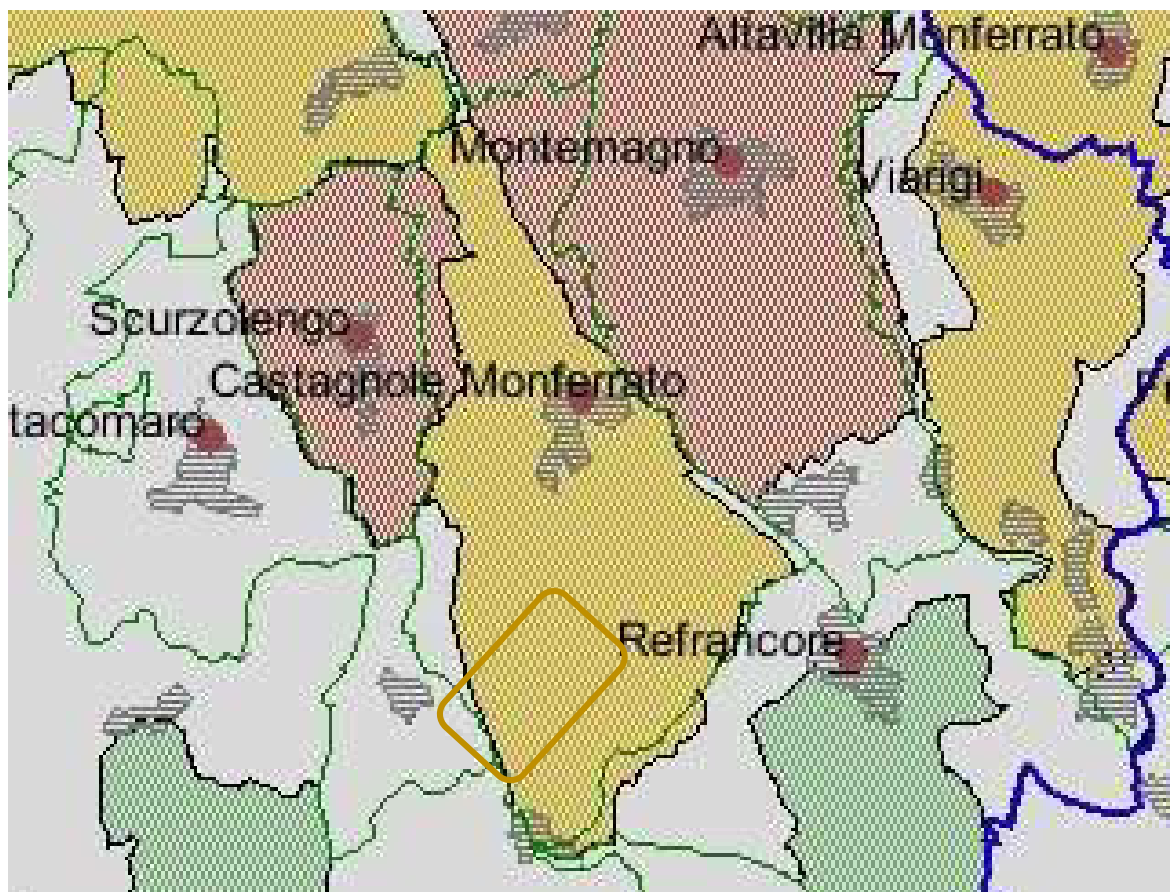 Altavilla Monferrato
Montemagno
Viarigi
Scurzolengo
Castagnole Monferrato
tacomaro
Refrancore